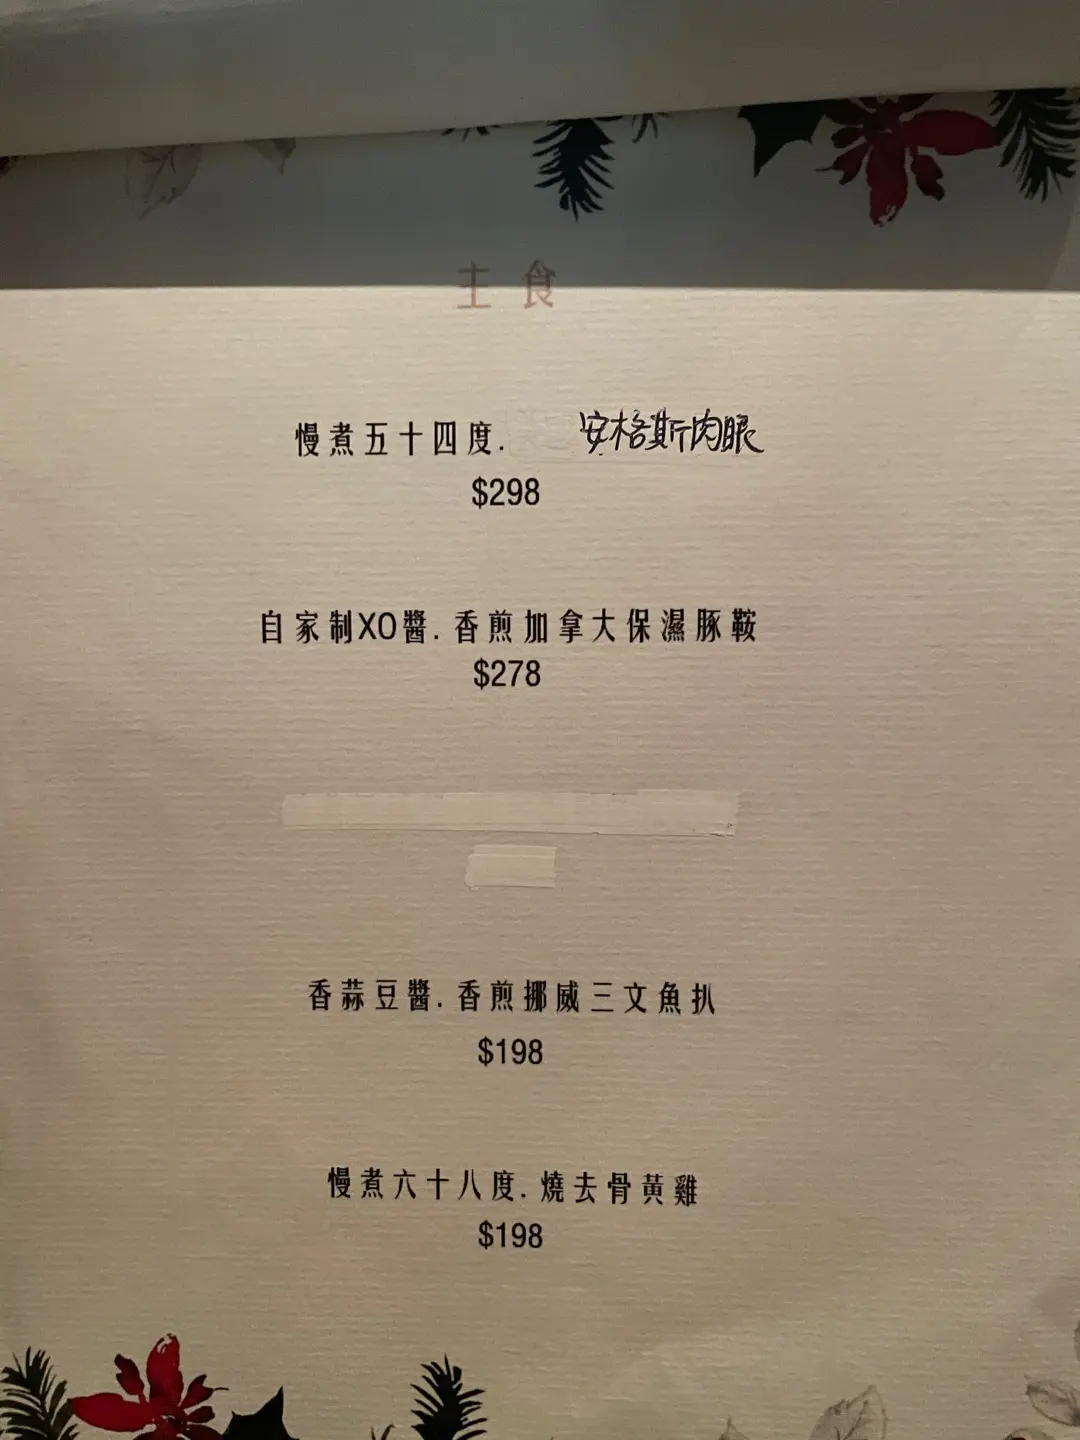 主食
慢煮五十四度. 安格斯肉眼
$298
自家制XO醬. 香煎加拿大保濕豚鞍
$278
香蒜豆醬. 香煎挪威三文魚扒
$198
慢煮六十八度. 燒去骨黃雞
$198